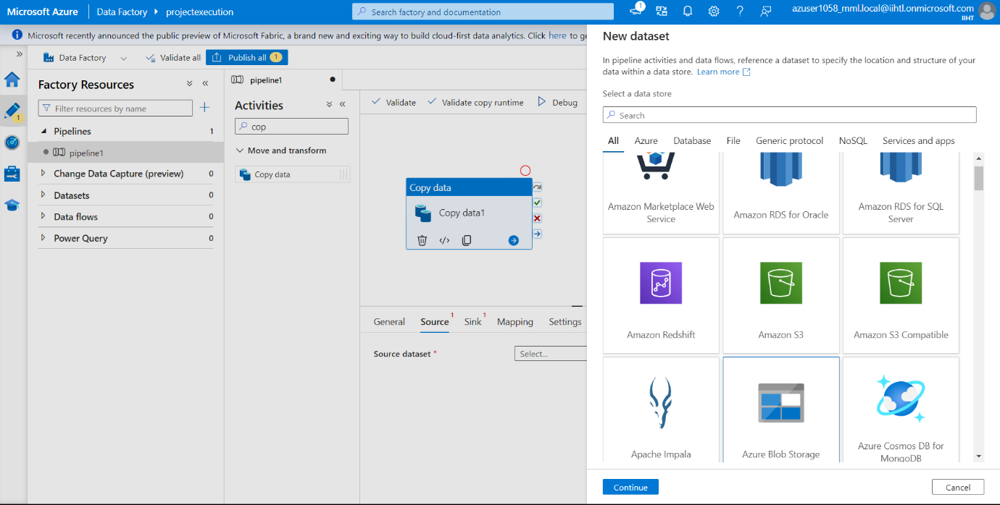 Microsoft Azure
Data Factory
projectexecution
Search factory and documentation
1
azuser1058_mml.local@iihtl.onmicrosoft.com
IIHT
Microsoft recently announced the public preview of Microsoft Fabric, a brand new and exciting way to build cloud-first data analytics. Click here to ge
Data Factory
Validate all
Publish all 1
1
Factory Resources
Filter resources by name
Pipelines 1
pipeline1
Change Data Capture (preview) 0
Datasets 0
Data flows 0
Power Query 0
pipeline1
Activities
cop
Move and transform
Copy data
Validate
Validate copy runtime
Debug
Copy data
Copy data1
General
Source 1
Sink 1
Mapping
Settings
Source dataset *
Select...
New dataset
In pipeline activities and data flows, reference a dataset to specify the location and structure of your
data within a data store. Learn more
Select a data store
Search
All Azure Database File Generic protocol NoSQL Services and apps
Amazon Marketplace Web
Service
Amazon RDS for Oracle
Amazon RDS for SQL
Server
Amazon Redshift
Amazon S3
Amazon S3 Compatible
Apache Impala
Azure Blob Storage
Azure Cosmos DB for
MongoDB
Continue
Cancel